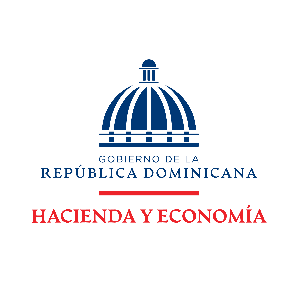 GOBIERNO DE LA
REPÚBLICA DOMINICANA
HACIENDA Y ECONOMÍA